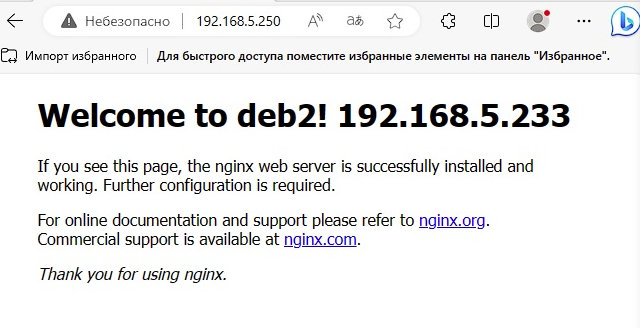 Небезопасно 192.168.5.250
Импорт избранного Для быстрого доступа поместите избранные элементы на панель "Избранное".
Welcome to deb2! 192.168.5.233
If you see this page, the nginx web server is successfully installed and
working. Further configuration is required.
For online documentation and support please refer to nginx.org.
Commercial support is available at nginx.com.
Thank you for using nginx.